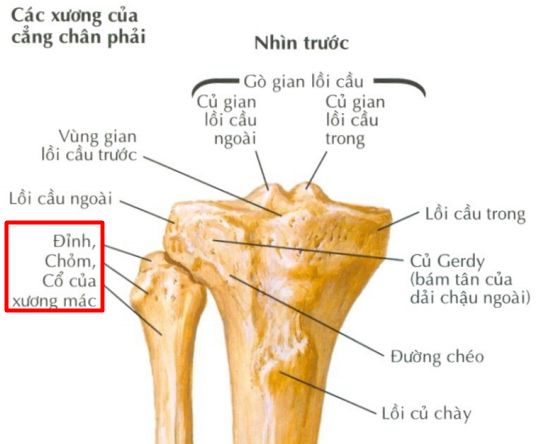 Các xương của
cẳng chân phải
Nhìn trước
Gò gian lồi cầu
Củ gian
lồi cầu
ngoài
Củ gian
lồi cầu
trong
Vùng gian
lồi cầu trước
Lồi cầu ngoài
Lồi cầu trong
Đỉnh,
Chỏm,
Cổ của
xương mác
Củ Gerdy
(bám tận của
dải chậu ngoài)
Đường chéo
Lồi củ chày